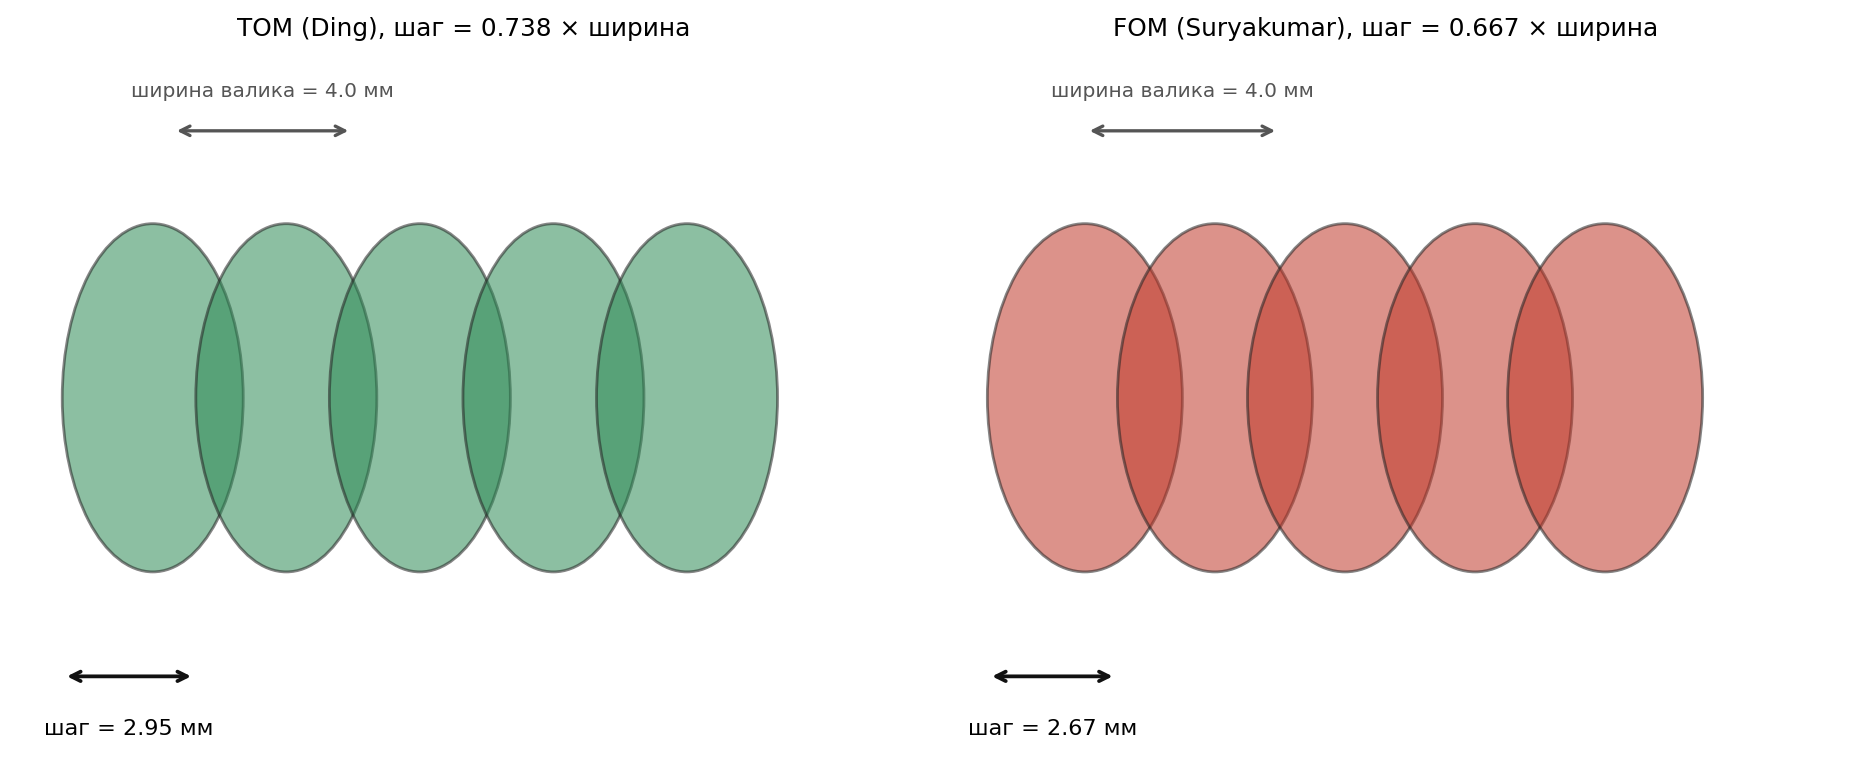 TOM (Ding), шаг = 0.738 × ширина
ширина валика = 4.0 мм
шаг = 2.95 мм
FOM (Suryakumar), шаг = 0.667 × ширина
ширина валика = 4.0 мм
шаг = 2.67 мм